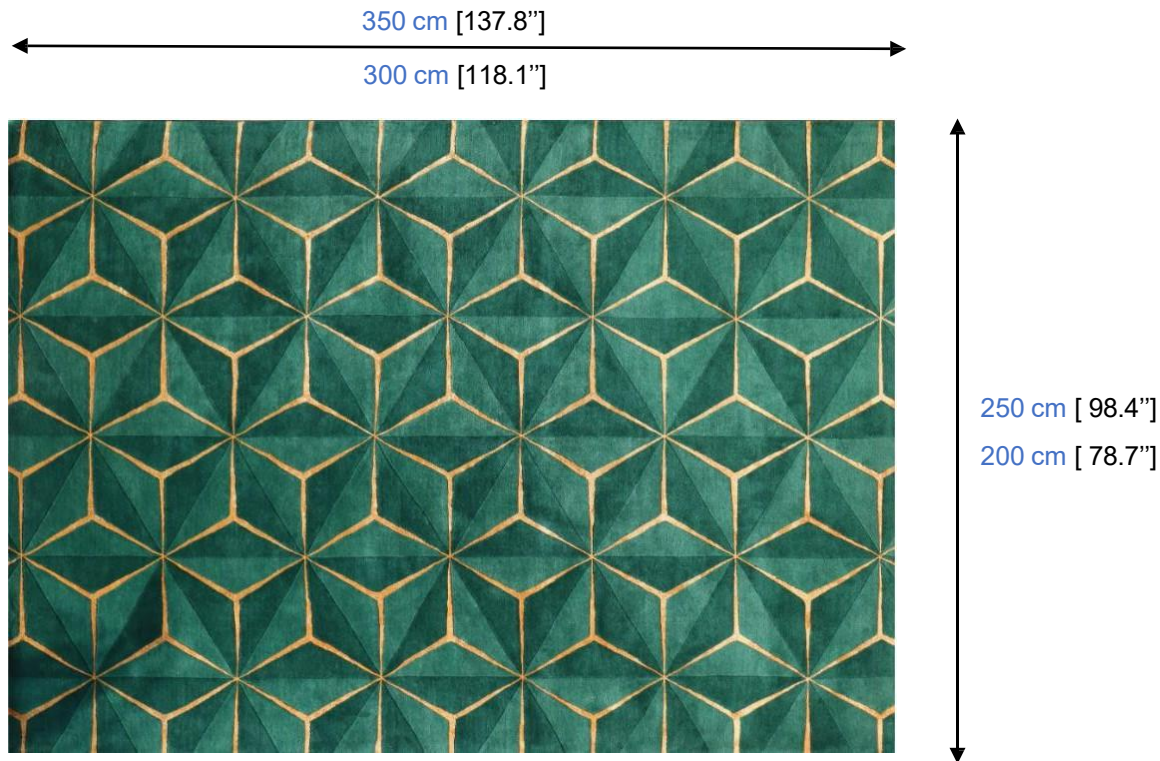 350 cm [137.8’’]
300 cm [118.1’’]
250 cm [ 98.4’’]
200 cm [ 78.7’’]